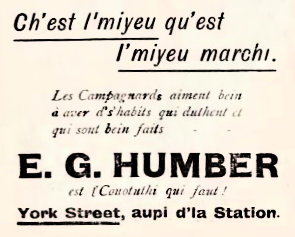 Ch'est l'miyeu qu'est
l'miyeu marchi.
Les Campagnards aiment bein
à aver d's'habits qui duthent et
qui sont bein faits
E. G. HUMBER
est l'Couotuthi qui faut!
York Street, aupi d'la Station.